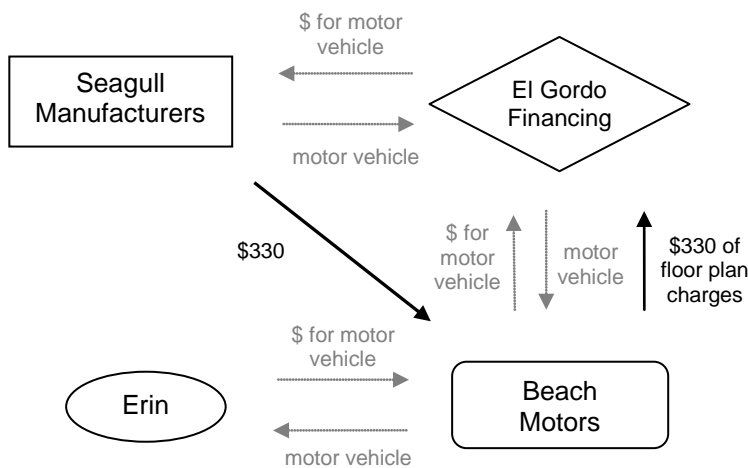 $ for motor
vehicle
Seagull
Manufacturers
El Gordo
Financing
motor vehicle
$330
$ for
motor
vehicle
motor
vehicle
$330 of
floor plan
charges
$ for motor
vehicle
Erin
Beach
Motors
motor vehicle